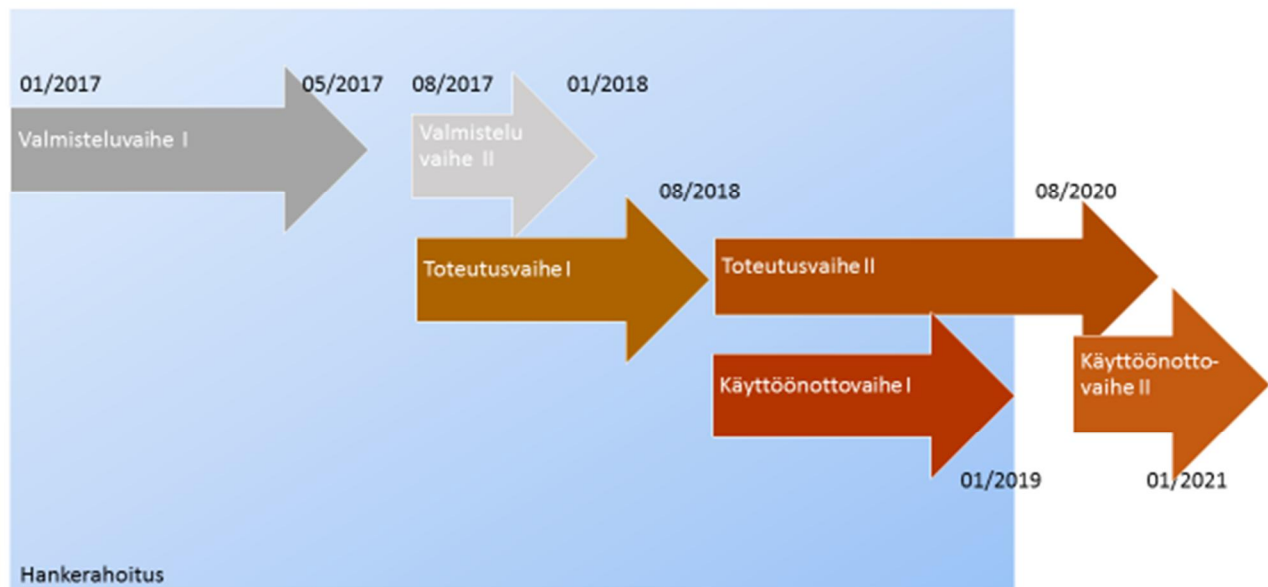 01/2017
05/2017
08/2017
01/2018
Valmisteluvaihe I
Valmistelu
vaihe II
08/2018
08/2020
Toteutusvaihe I
Toteutusvaihe II
Käyttöönottovaihe I
Käyttöönotto-
vaihe II
01/2019
01/2021
Hankerahoitus